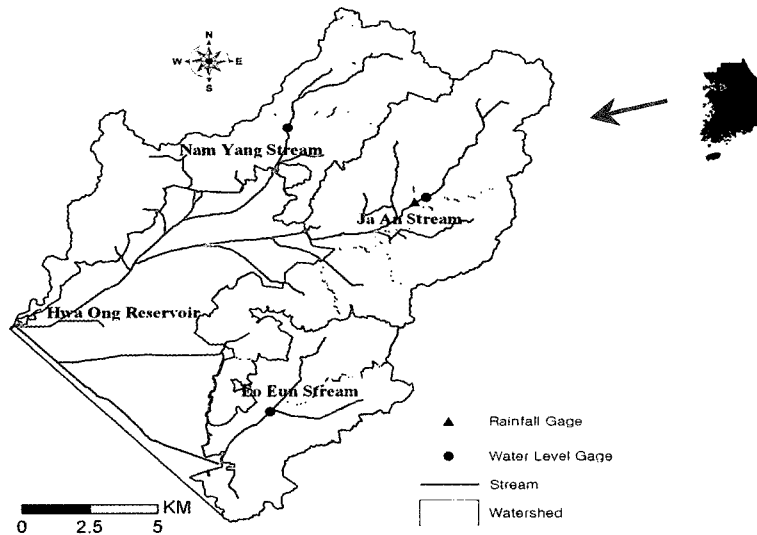 N
W E
S
Nam Yang Stream
Ja An Stream
Hwa Ong Reservoir
Eo Eun Stream
Rainfall Gage
Water Level Gage
Stream
Watershed
KM
0 2.5 5